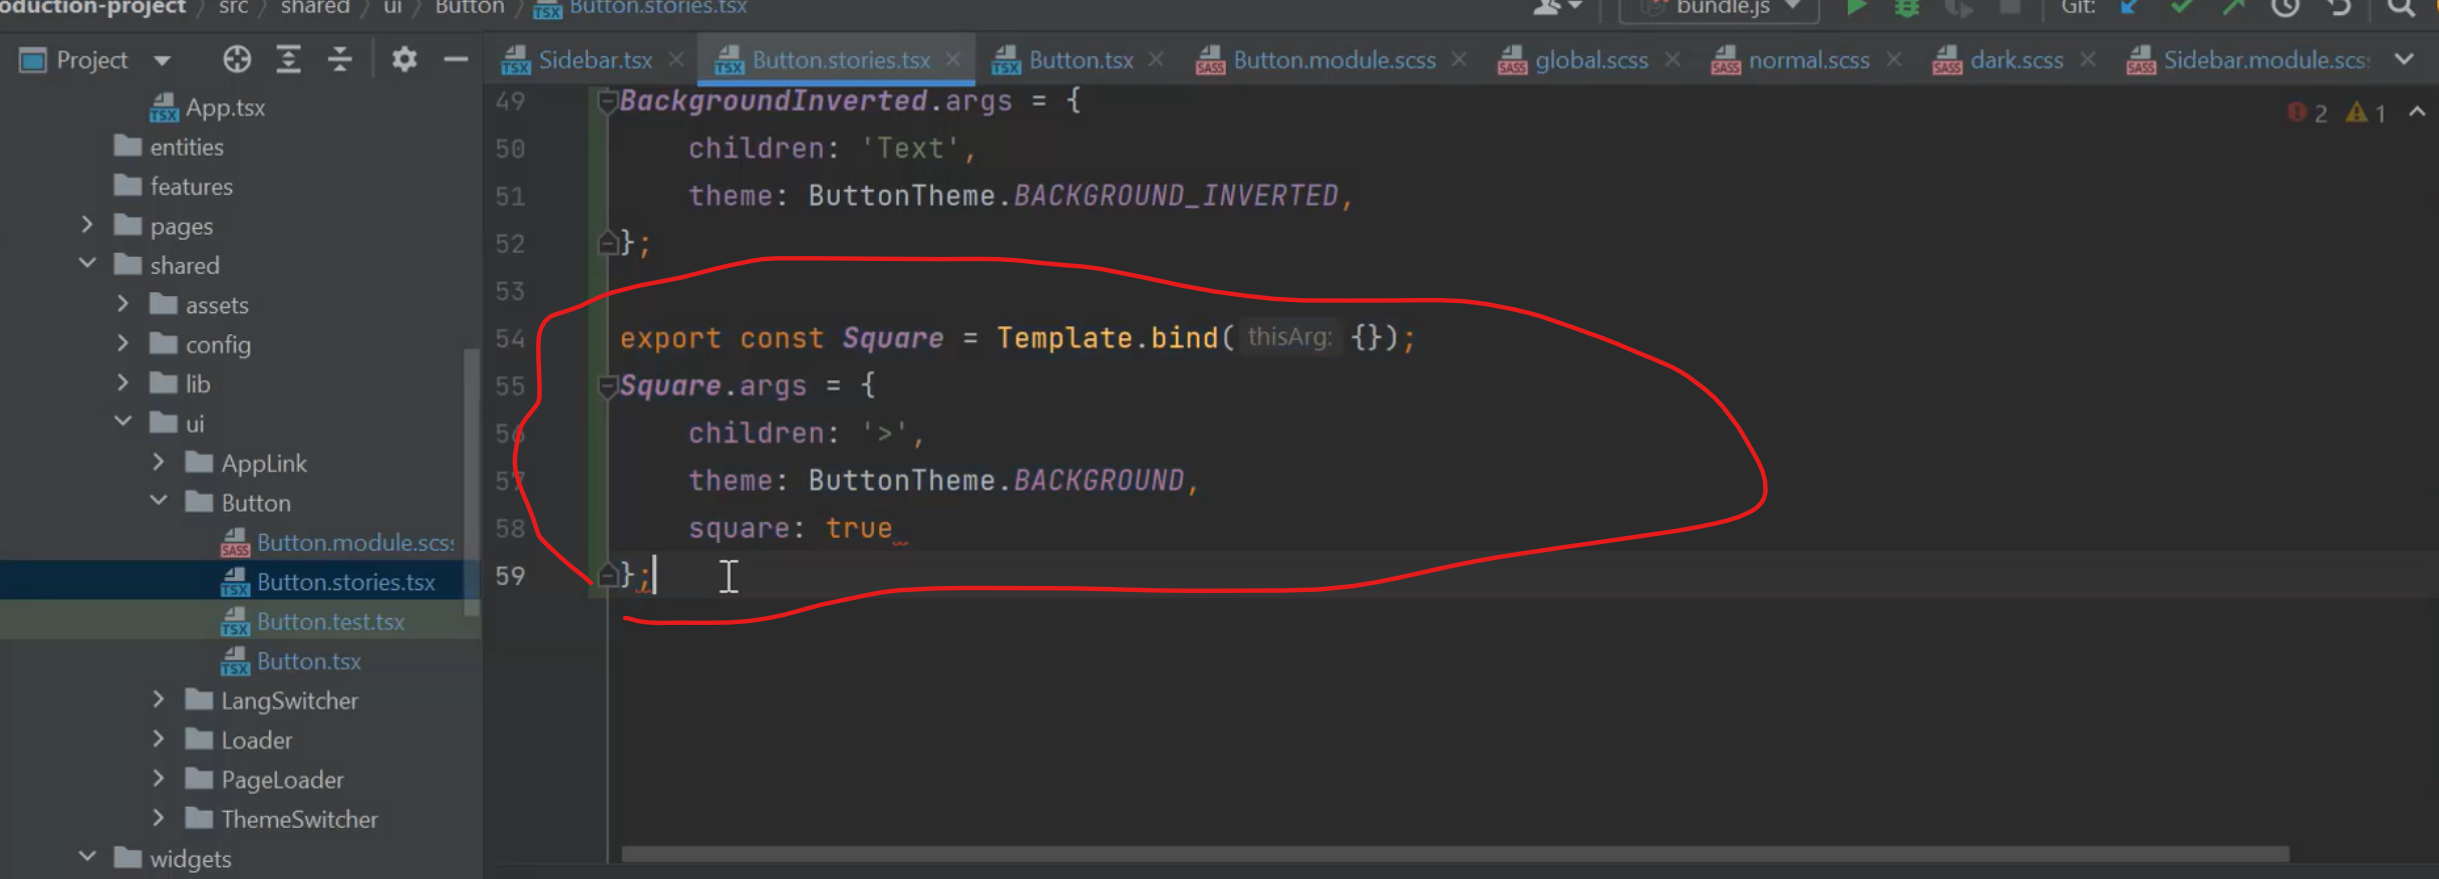 oduction-project > src > shared > ui > Button > Button.stories.tsx
bundle.js
Git:
Project
Sidebar.tsx
Button.stories.tsx
Button.tsx
Button.module.scss
global.scss
normal.scss
dark.scss
Sidebar.module.scs
App.tsx
entities
features
pages
shared
assets
config
lib
ui
AppLink
Button
Button.module.scs
Button.stories.tsx
Button.test.tsx
Button.tsx
LangSwitcher
Loader
PageLoader
ThemeSwitcher
widgets
2 1
49 BackgroundInverted.args = {
50 children: 'Text',
51 theme: ButtonTheme.BACKGROUND_INVERTED,
52 };
53
54 export const Square = Template.bind( thisArg: {});
55 Square.args = {
56 children: '>',
57 theme: ButtonTheme.BACKGROUND,
58 square: true
59 };